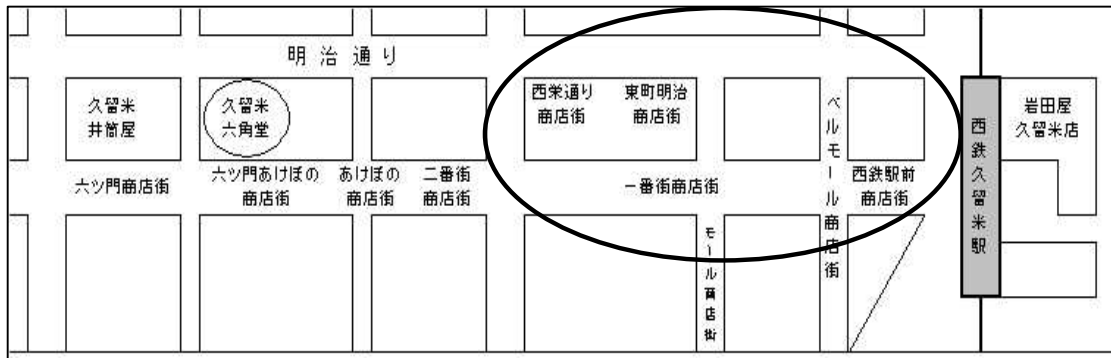 明治通り
久留米
井筒屋
久留米
六角堂
西栄通り
商店街
東町明治
商店街
ベルモール商店街
西鉄久留米駅
岩田屋
久留米店
六ツ門商店街
六ツ門あけぼの
商店街
あけぼの
商店街
二番街
商店街
一番街商店街
西鉄駅前
商店街
モール商店街